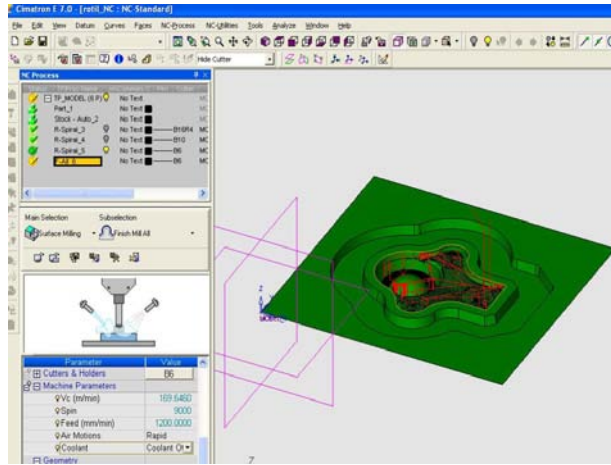 Cimatron E 7.0 - [rotil_NC : NC-Standard]
File Edit View Datum Curves Faces NC-Process NC-Utilities Tools Analyze Window Help
Hide Cutter
NC Process
TP_MODEL (6 P) No Text
Part_1 No Text
Stock - Auto_2 No Text
R-Spiral_3 No Text B16R4
R-Spiral_4 No Text B10
R-Spiral_5 No Text B6
No Text B6
Main Selection Subselection
Surface Milling Finish Mill All
Parameter Value
Cutters & Holders B6
Machine Parameters
Vc (m/min) 169.6460
Spin 9000
Feed (mm/min) 1200.0000
Air Motions Rapid
Coolant Coolant
Geometry
Z